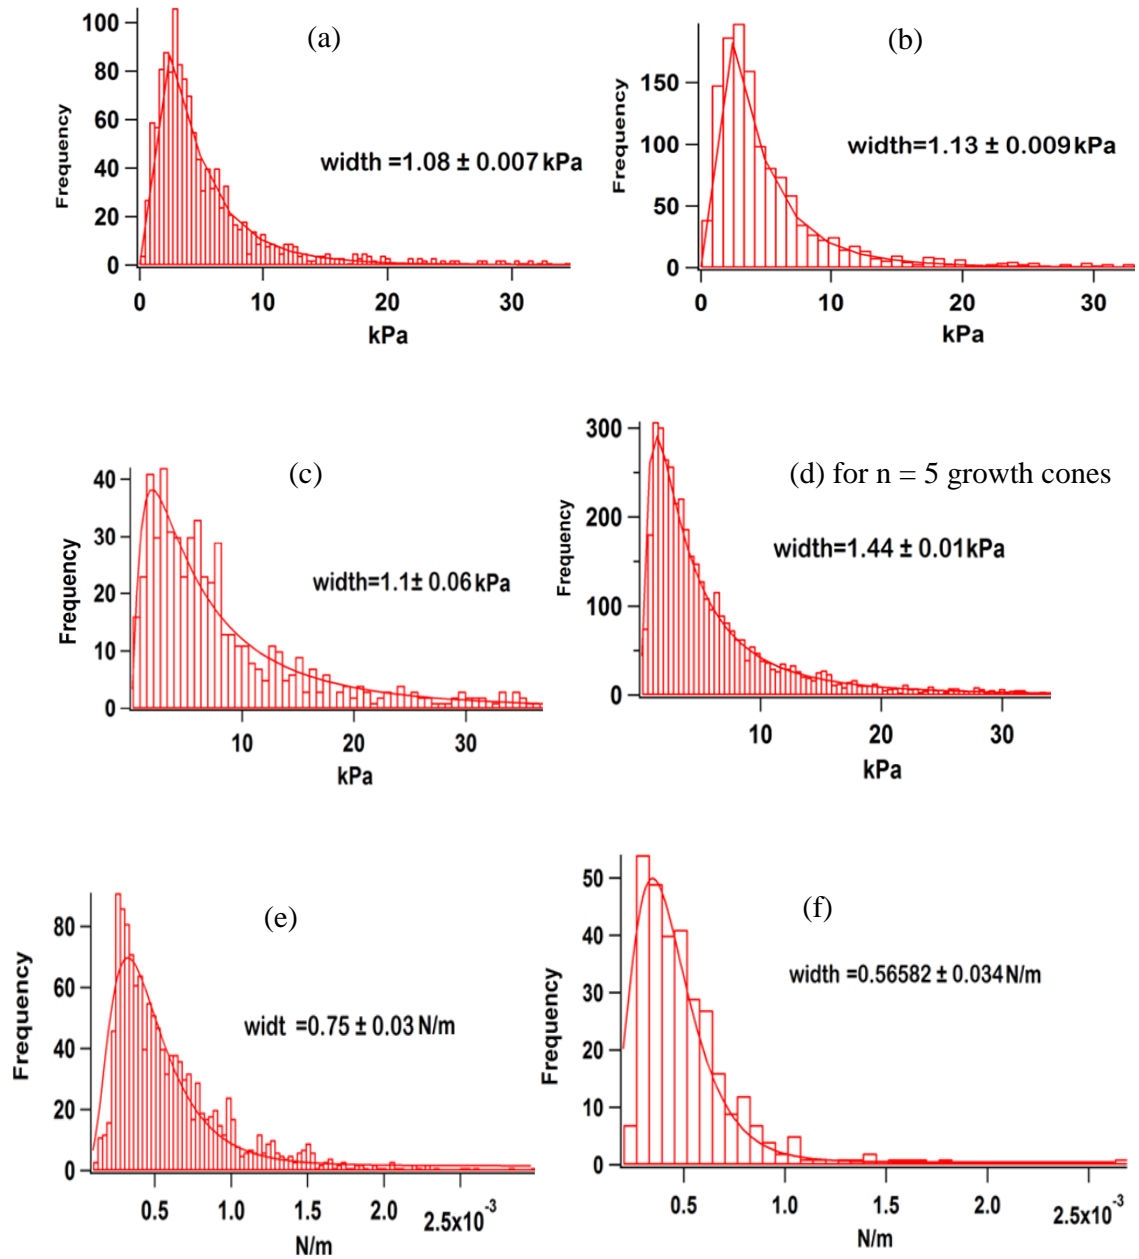 (a)
Frequency
100
80
60
40
20
0
width =1.08 ± 0.007 kPa
0 10 20 30
kPa
(b)
Frequency
150
100
50
0
width=1.13 ± 0.009 kPa
0 10 20 30
kPa
(c)
Frequency
40
30
20
10
0
width=1.1± 0.06 kPa
10 20 30
kPa
(d) for n = 5 growth cones
Frequency
300
200
100
0
width=1.44 ± 0.01 kPa
10 20 30
kPa
(e)
Frequency
80
60
40
20
0
widt =0.75 ± 0.03 N/m
0.5 1.0 1.5 2.0 2.5x10⁻³
N/m
(f)
Frequency
50
40
30
20
10
0
width =0.56582 ± 0.034 N/m
0.5 1.0 1.5 2.0 2.5x10⁻³
N/m